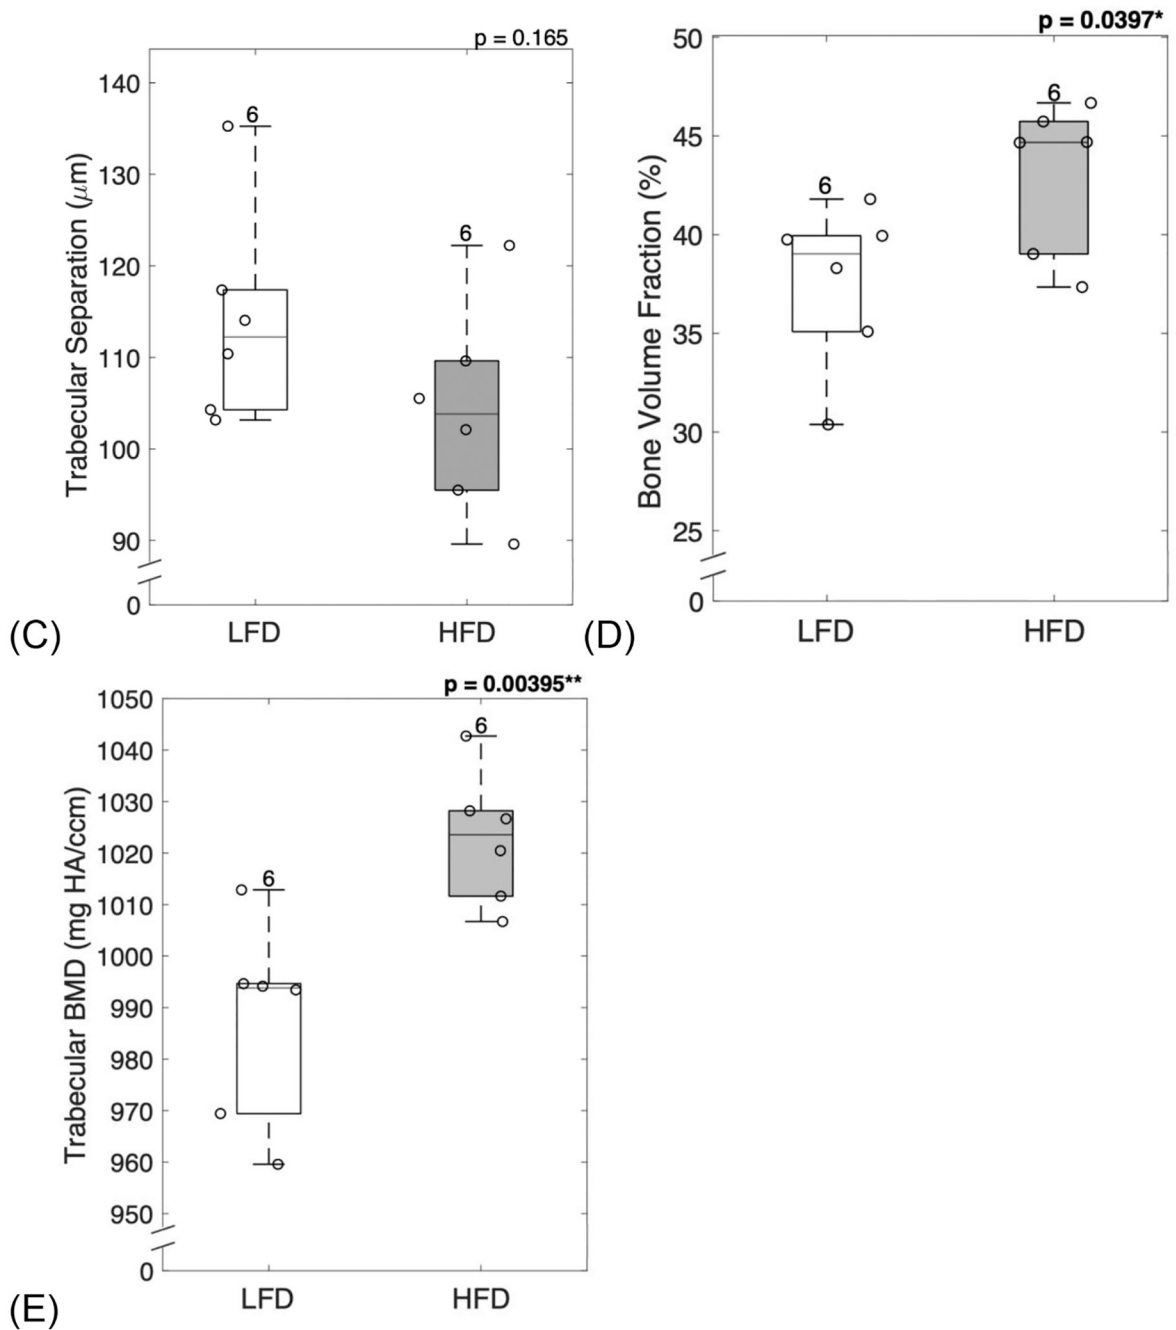 p = 0.165
Trabecular Separation (μm)
140
130
120
110
100
90
0
6
6
LFD
HFD
(C)
p = 0.0397*
Bone Volume Fraction (%)
50
45
40
35
30
25
0
6
6
LFD
HFD
(D)
p = 0.00395**
Trabecular BMD (mg HA/ccm)
1050
1040
1030
1020
1010
1000
990
980
970
960
950
0
6
6
LFD
HFD
(E)